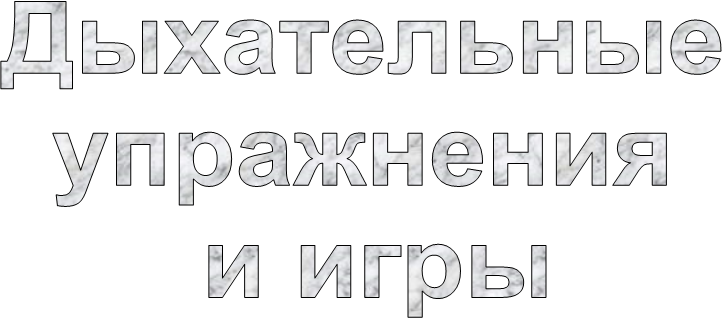 Дыхательные
упражнения
и игры